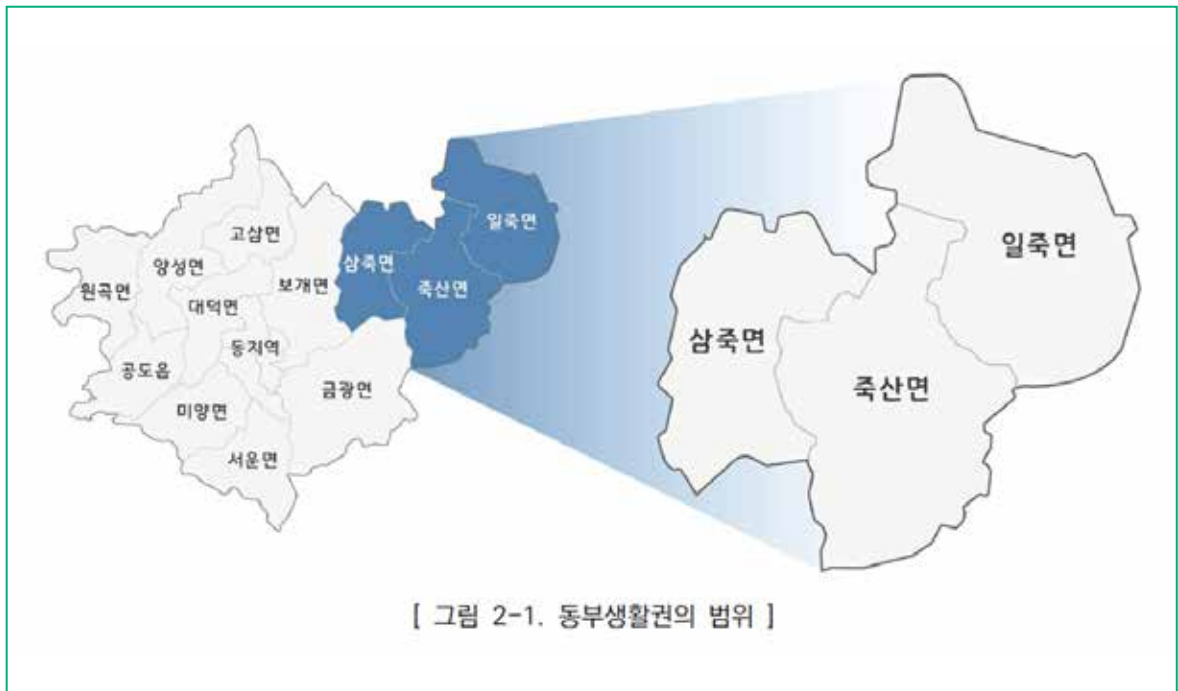 고삼면
양성면
원곡면
보개면
대덕면
동지역
공도읍
금광면
미양면
서운면
일죽면
삼죽면
죽산면
일죽면
삼죽면
죽산면
[ 그림 2-1. 동부생활권의 범위 ]